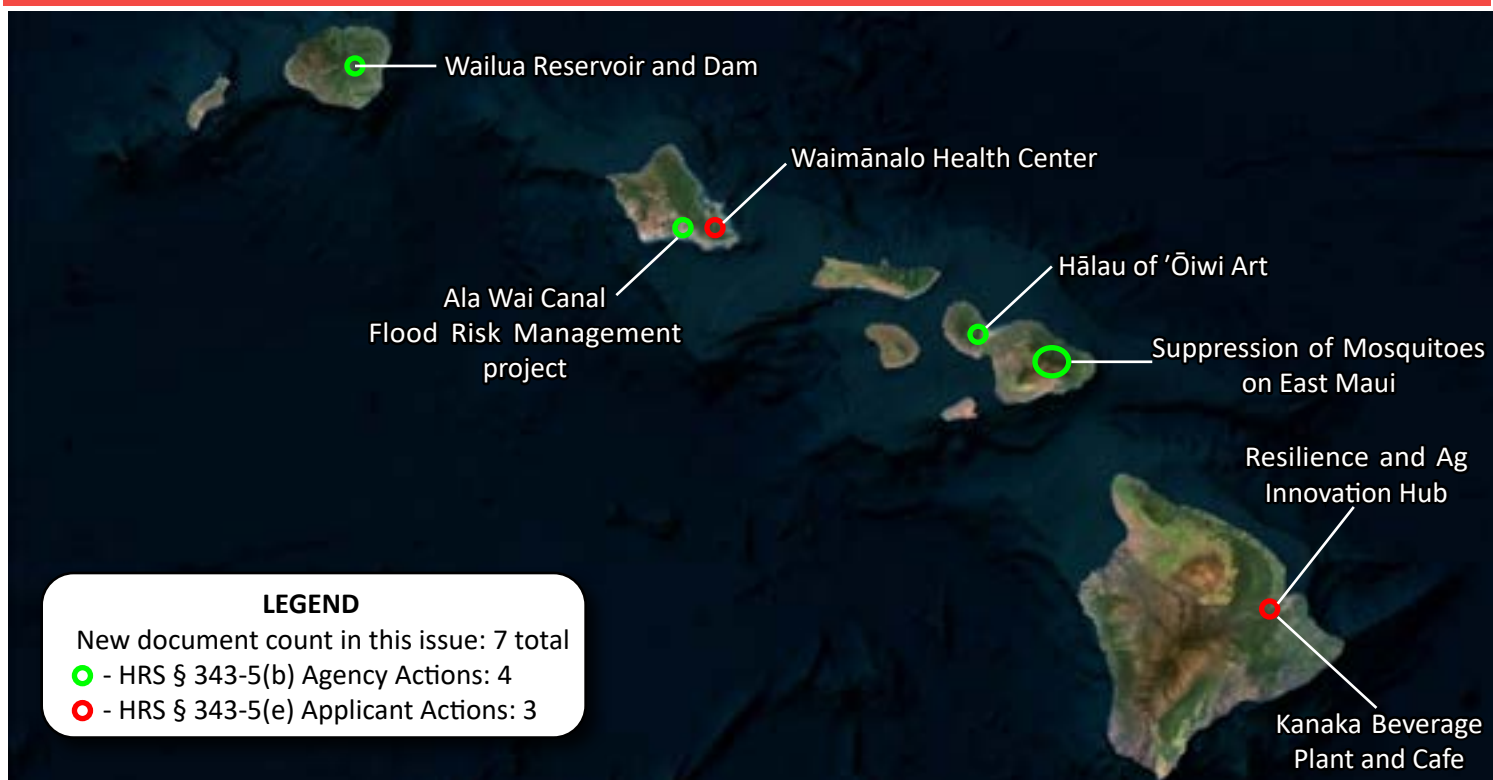 Wailua Reservoir and Dam
Waimānalo Health Center
Ala Wai Canal
Flood Risk Management
project
Hālau of ʹŌiwi Art
Suppression of Mosquitoes
on East Maui
Resilience and Ag
Innovation Hub
Kanaka Beverage
Plant and Cafe
LEGEND
New document count in this issue: 7 total
- HRS § 343-5(b) Agency Actions: 4
- HRS § 343-5(e) Applicant Actions: 3